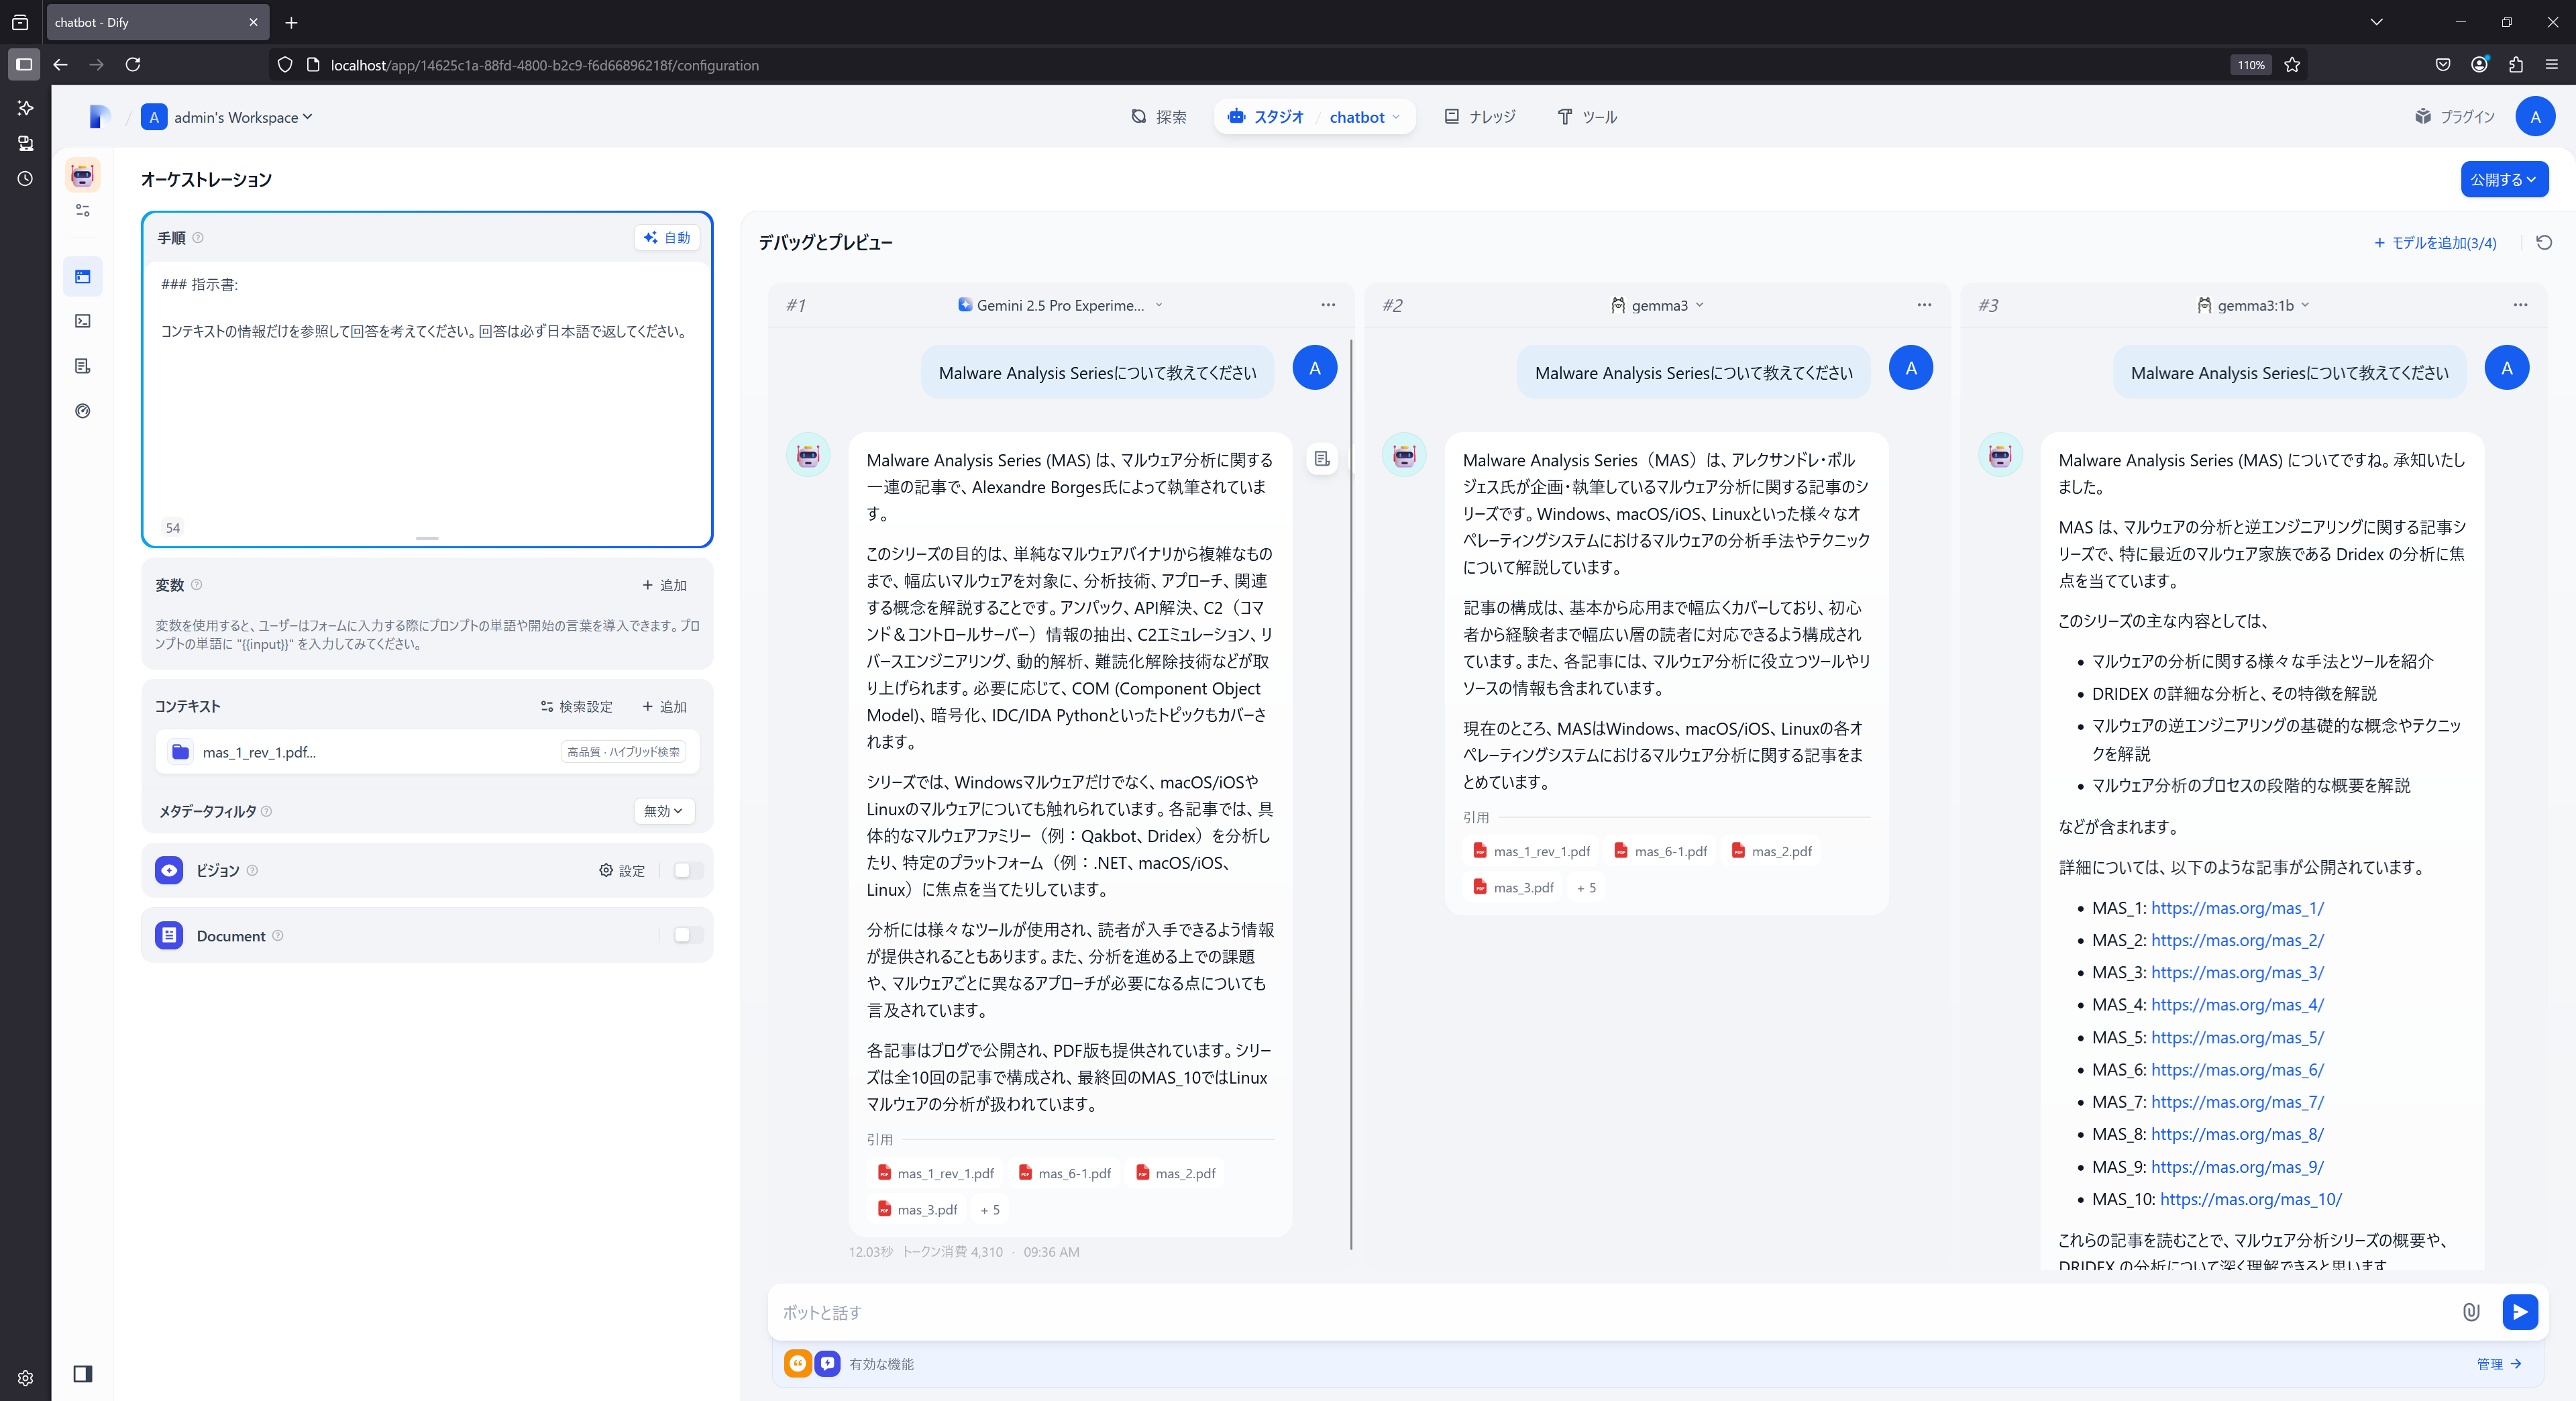 chatbot - Dify
localhost/app/14625c1a-88fd-4800-b2c9-f6d66896218f/configuration
110%
A admin's Workspace
探索
スタジオ / chatbot
ナレッジ
ツール
プラグイン
A
オーケストレーション
公開する
手順
自動
### 指示書:
コンテキストの情報だけを参照して回答を考えてください。回答は必ず日本語で返してください。
54
変数
+ 追加
変数を使用すると、ユーザーはフォームに入力する際にプロンプトの単語や開始の言葉を導入できます。プロ
ンプトの単語に "{{input}}" を入力してみてください。
コンテキスト
検索設定
+ 追加
mas_1_rev_1.pdf...
高品質 · ハイブリッド検索
メタデータフィルタ
無効
ビジョン
設定
Document
デバッグとプレビュー
+ モデルを追加(3/4)
#1
Gemini 2.5 Pro Experime...
Malware Analysis Seriesについて教えてください
A
Malware Analysis Series (MAS) は、マルウェア分析に関する
一連の記事で、Alexandre Borges氏によって執筆されていま
す。
このシリーズの目的は、単純なマルウェアバイナリから複雑なもの
まで、幅広いマルウェアを対象に、分析技術、アプローチ、関連
する概念を解説することです。アンパック、API解決、C2（コマ
ンド＆コントロールサーバー）情報の抽出、C2エミュレーション、リ
バースエンジニアリング、動的解析、難読化解除技術などが取
り上げられます。必要に応じて、COM (Component Object
Model)、暗号化、IDC/IDA Pythonといったトピックもカバーさ
れます。
シリーズでは、Windowsマルウェアだけでなく、macOS/iOSや
Linuxのマルウェアについても触れられています。各記事では、具
体的なマルウェアファミリー（例：Qakbot、Dridex）を分析し
たり、特定のプラットフォーム（例：.NET、macOS/iOS、
Linux）に焦点を当てたりしています。
分析には様々なツールが使用され、読者が入手できるよう情報
が提供されることもあります。また、分析を進める上での課題
や、マルウェアごとに異なるアプローチが必要になる点についても
言及されています。
各記事はブログで公開され、PDF版も提供されています。シリー
ズは全10回の記事で構成され、最終回のMAS_10ではLinux
マルウェアの分析が扱われています。
引用
mas_1_rev_1.pdf
mas_6-1.pdf
mas_2.pdf
mas_3.pdf
+ 5
12.03秒 トークン消費 4,310 · 09:36 AM
#2
gemma3
Malware Analysis Seriesについて教えてください
A
Malware Analysis Series（MAS）は、アレクサンドレ・ボル
ジェス氏が企画・執筆しているマルウェア分析に関する記事のシ
リーズです。Windows、macOS/iOS、Linuxといった様々なオ
ペレーティングシステムにおけるマルウェアの分析手法やテクニック
について解説しています。
記事の構成は、基本から応用まで幅広くカバーしており、初心
者から経験者まで幅広い層の読者に対応できるよう構成され
ています。また、各記事には、マルウェア分析に役立つツールやリ
ソースの情報も含まれています。
現在のところ、MASはWindows、macOS/iOS、Linuxの各オ
ペレーティングシステムにおけるマルウェア分析に関する記事をま
とめています。
引用
mas_1_rev_1.pdf
mas_6-1.pdf
mas_2.pdf
mas_3.pdf
+ 5
#3
gemma3:1b
Malware Analysis Seriesについて教えてください
A
Malware Analysis Series (MAS) についてですね。承知いたし
ました。
MAS は、マルウェアの分析と逆エンジニアリングに関する記事シ
リーズで、特に最近のマルウェア家族である Dridex の分析に焦
点を当てています。
このシリーズの主な内容としては、
• マルウェアの分析に関する様々な手法とツールを紹介
• DRIDEX の詳細な分析と、その特徴を解説
• マルウェアの逆エンジニアリングの基礎的な概念やテクニッ
クを解説
• マルウェア分析のプロセスの段階的な概要を解説
などが含まれます。
詳細については、以下のような記事が公開されています。
• MAS_1: https://mas.org/mas_1/
• MAS_2: https://mas.org/mas_2/
• MAS_3: https://mas.org/mas_3/
• MAS_4: https://mas.org/mas_4/
• MAS_5: https://mas.org/mas_5/
• MAS_6: https://mas.org/mas_6/
• MAS_7: https://mas.org/mas_7/
• MAS_8: https://mas.org/mas_8/
• MAS_9: https://mas.org/mas_9/
• MAS_10: https://mas.org/mas_10/
これらの記事を読むことで、マルウェア分析シリーズの概要や、
DRIDEX の分析について深く理解できると思います
ボットと話す
有効な機能
管理 →